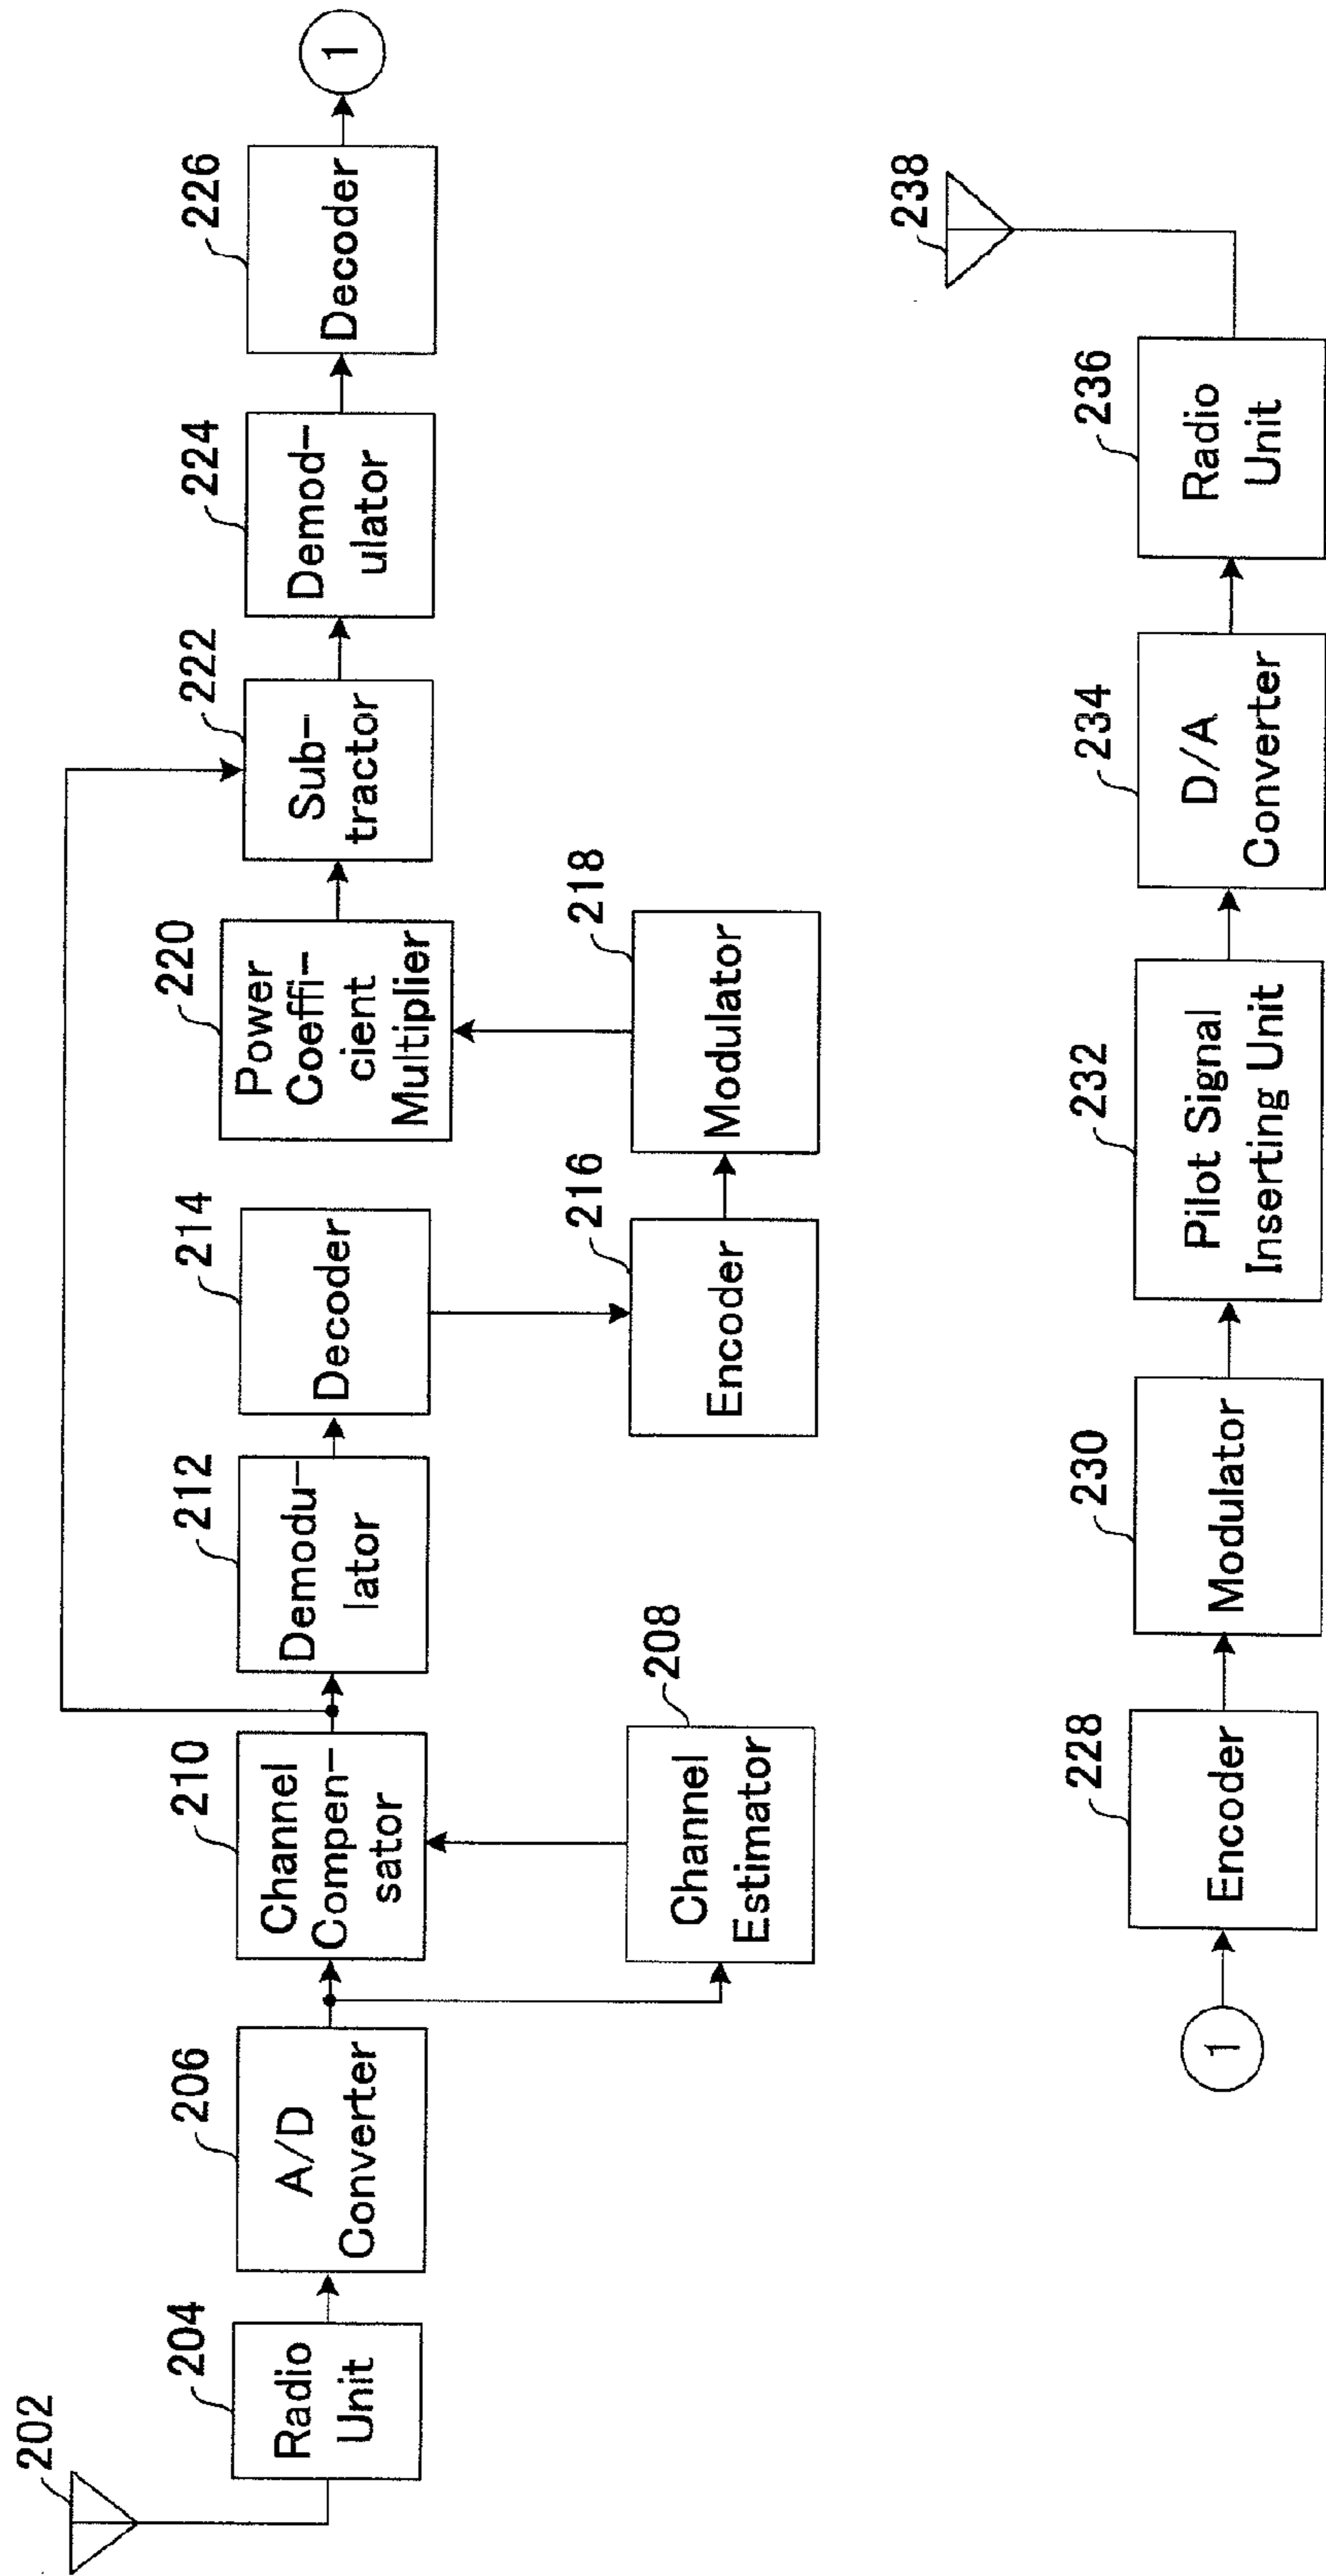 202
204
Radio
Unit
206
A/D
Converter
210
Channel
Compen-
sator
208
Channel
Estimator
212
Demodu-
lator
214
Decoder
216
Encoder
218
Modulator
220
Power
Coeffi-
cient
Multiplier
222
Sub-
tractor
224
Demod-
ulator
226
Decoder
1
1
228
Encoder
230
Modulator
232
Pilot Signal
Inserting Unit
234
D/A
Converter
236
Radio
Unit
238